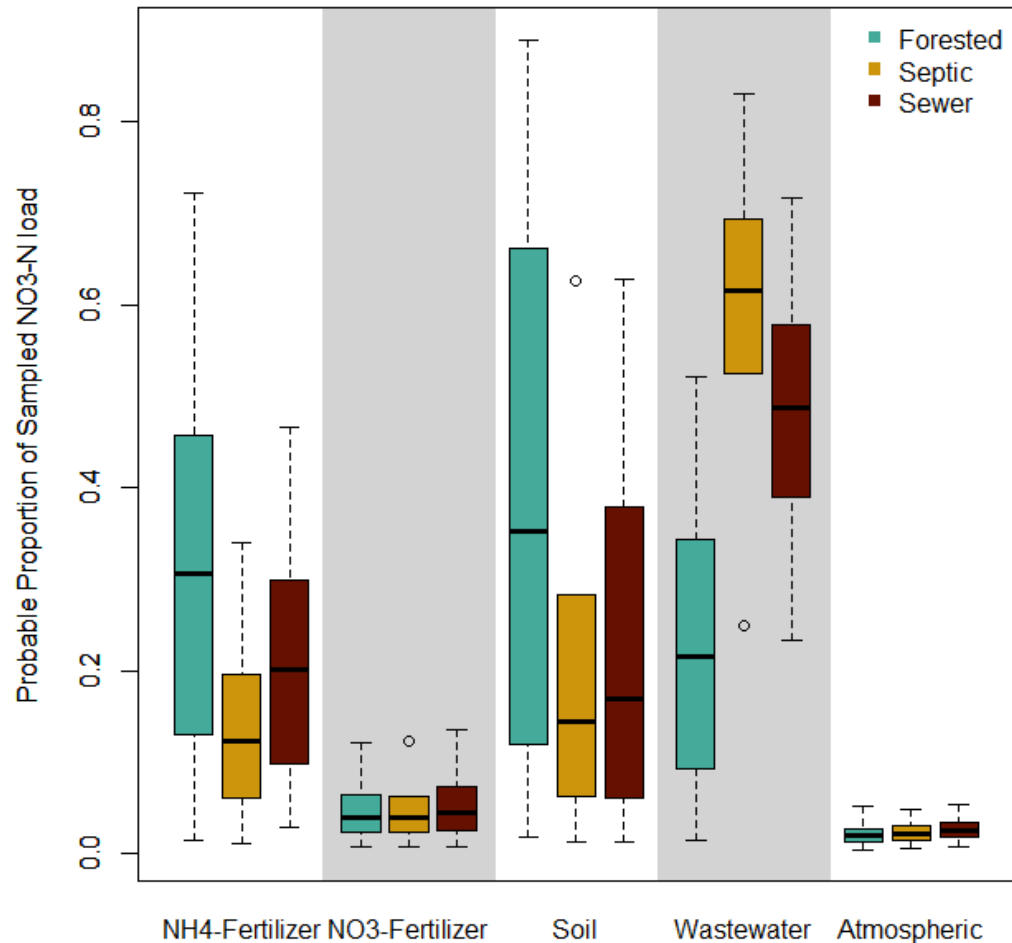 Forested
Septic
Sewer
Probable Proportion of Sampled NO3-N load
0.8
0.6
0.4
0.2
0.0
NH4-Fertilizer NO3-Fertilizer Soil Wastewater Atmospheric